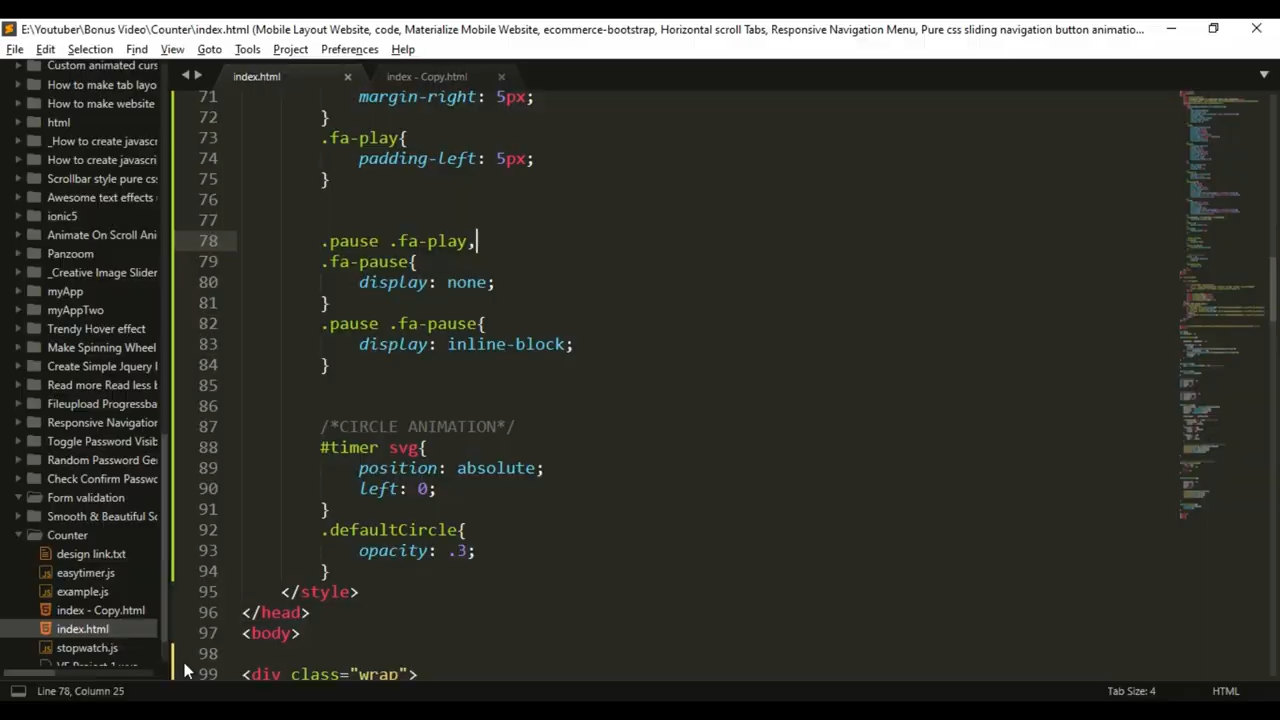 E:\Youtuber\Bonus Video\Counter\index.html (Mobile Layout Website, code, Materialize Mobile Website, ecommerce-bootstrap, Horizontal scroll Tabs, Responsive Navigation Menu, Pure css sliding navigation button animatio...
File Edit Selection Find View Goto Tools Project Preferences Help
index.html
index - Copy.html
Custom animated curs
How to make tab layo
How to make website
html
_How to create javasc
How to create javascri
Scrollbar style pure cs
Awesome text effects
ionic5
Animate On Scroll Ani
Panzoom
_Creative Image Slider
myApp
myAppTwo
Trendy Hover effect
Make Spinning Wheel
Create Simple Jquery I
Read more Read less b
Fileupload Progressba
Responsive Navigation
Toggle Password Visib
Random Password Ge
Check Confirm Passwo
Form validation
Smooth & Beautiful Sc
Counter
design link.txt
easytimer.js
example.js
index - Copy.html
index.html
stopwatch.js
71 margin-right: 5px;
72 }
73 .fa-play{
74 padding-left: 5px;
75 }
76
77
78 .pause .fa-play,
79 .fa-pause{
80 display: none;
81 }
82 .pause .fa-pause{
83 display: inline-block;
84 }
85
86
87 /*CIRCLE ANIMATION*/
88 #timer svg{
89 position: absolute;
90 left: 0;
91 }
92 .defaultCircle{
93 opacity: .3;
94 }
95 </style>
96 </head>
97 <body>
98
99 <div class="wrap">
Line 78, Column 25
Tab Size: 4
HTML